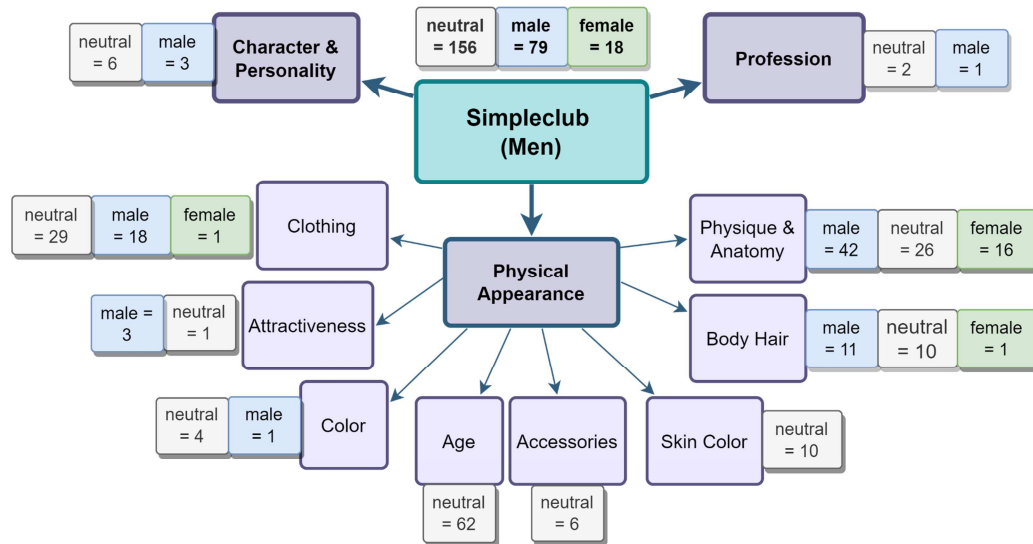 neutral
= 6
male
= 3
Character &
Personality
neutral
= 156
male
= 79
female
= 18
Profession
neutral
= 2
male
= 1
Simpleclub
(Men)
neutral
= 29
male
= 18
female
= 1
Clothing
Physical
Appearance
Physique &
Anatomy
male
= 42
neutral
= 26
female
= 16
male =
3
neutral
= 1
Attractiveness
Body Hair
male
= 11
neutral
= 10
female
= 1
neutral
= 4
male
= 1
Color
Age
Accessories
Skin Color
neutral
= 10
neutral
= 62
neutral
= 6